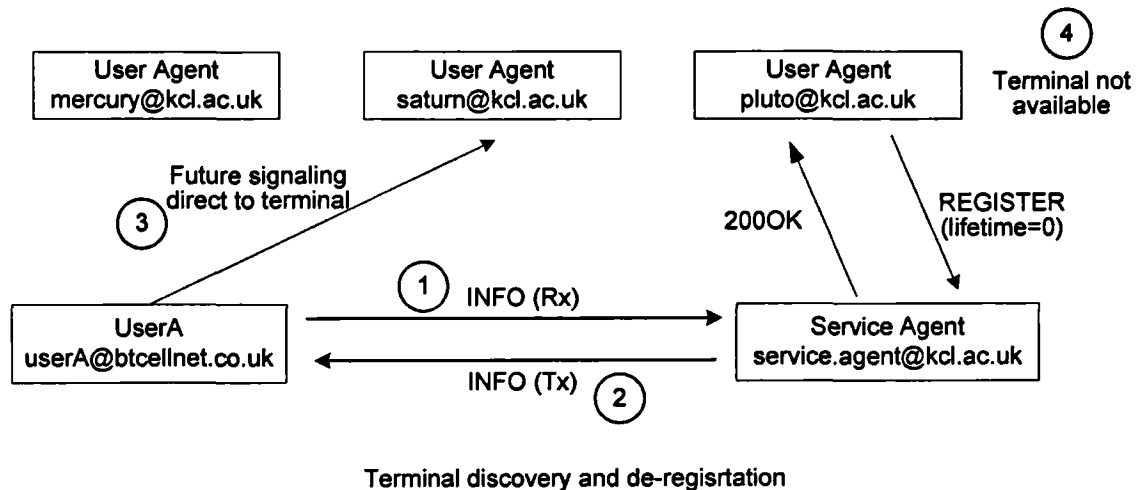 4
User Agent
mercury@kcl.ac.uk
User Agent
saturn@kcl.ac.uk
User Agent
pluto@kcl.ac.uk
Terminal not
available
Future signaling
direct to terminal
3
200OK
REGISTER
(lifetime=0)
1
INFO (Rx)
UserA
userA@btcellnet.co.uk
Service Agent
service.agent@kcl.ac.uk
INFO (Tx)
2
Terminal discovery and de-regisrtation